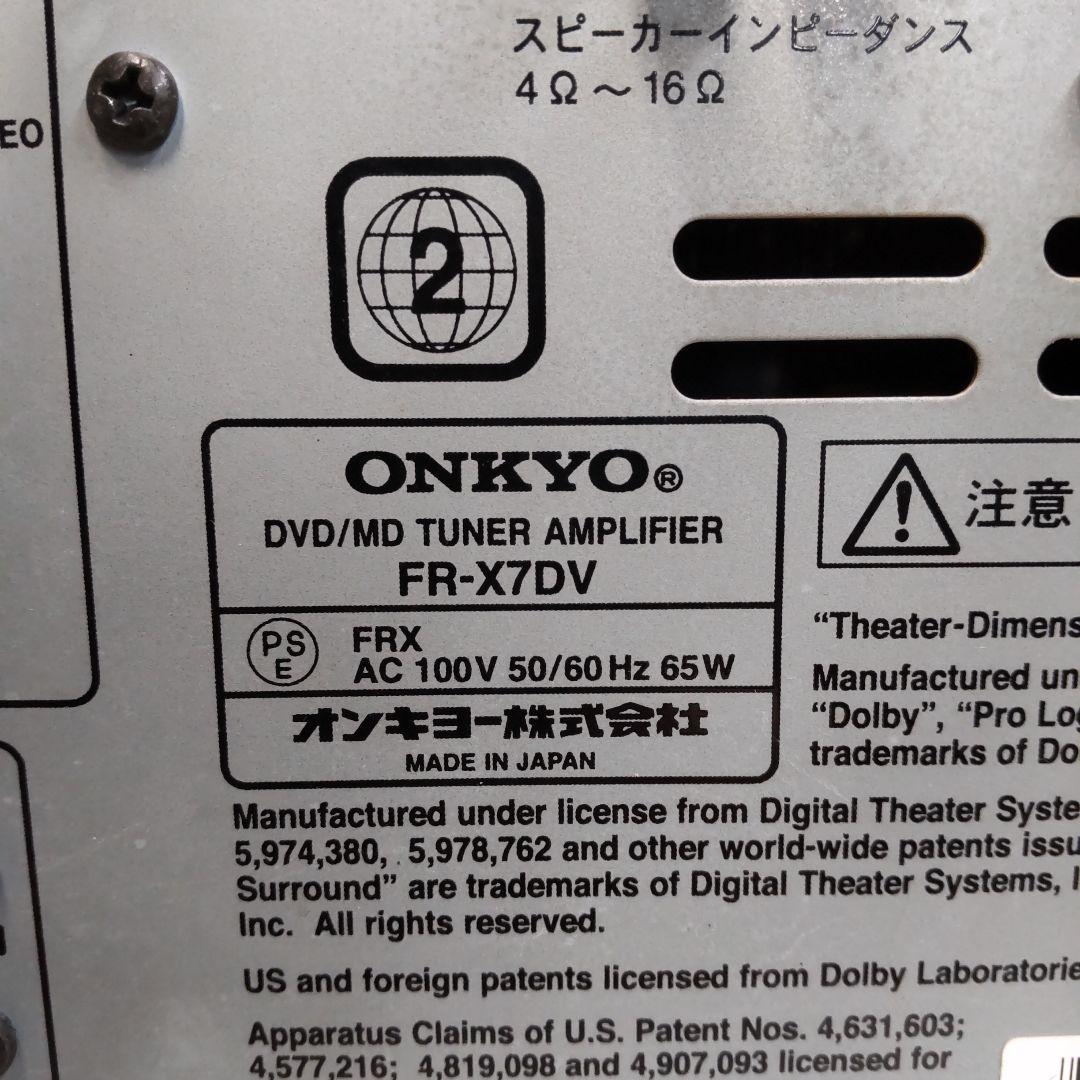 EO
スピーカーインピーダンス
4Ω～16Ω
2
ONKYO®
DVD/MD TUNER AMPLIFIER
FR-X7DV
PSE
FRX
AC 100V 50/60Hz 65W
オンキヨー株式会社
MADE IN JAPAN
注意
“Theater-Dimens
Manufactured un
“Dolby”, “Pro Log
trademarks of Do
Manufactured under license from Digital Theater Syste
5,974,380, 5,978,762 and other world-wide patents issu
Surround” are trademarks of Digital Theater Systems, I
Inc. All rights reserved.
US and foreign patents licensed from Dolby Laboratorie
Apparatus Claims of U.S. Patent Nos. 4,631,603;
4,577,216; 4,819,098 and 4,907,093 licensed for